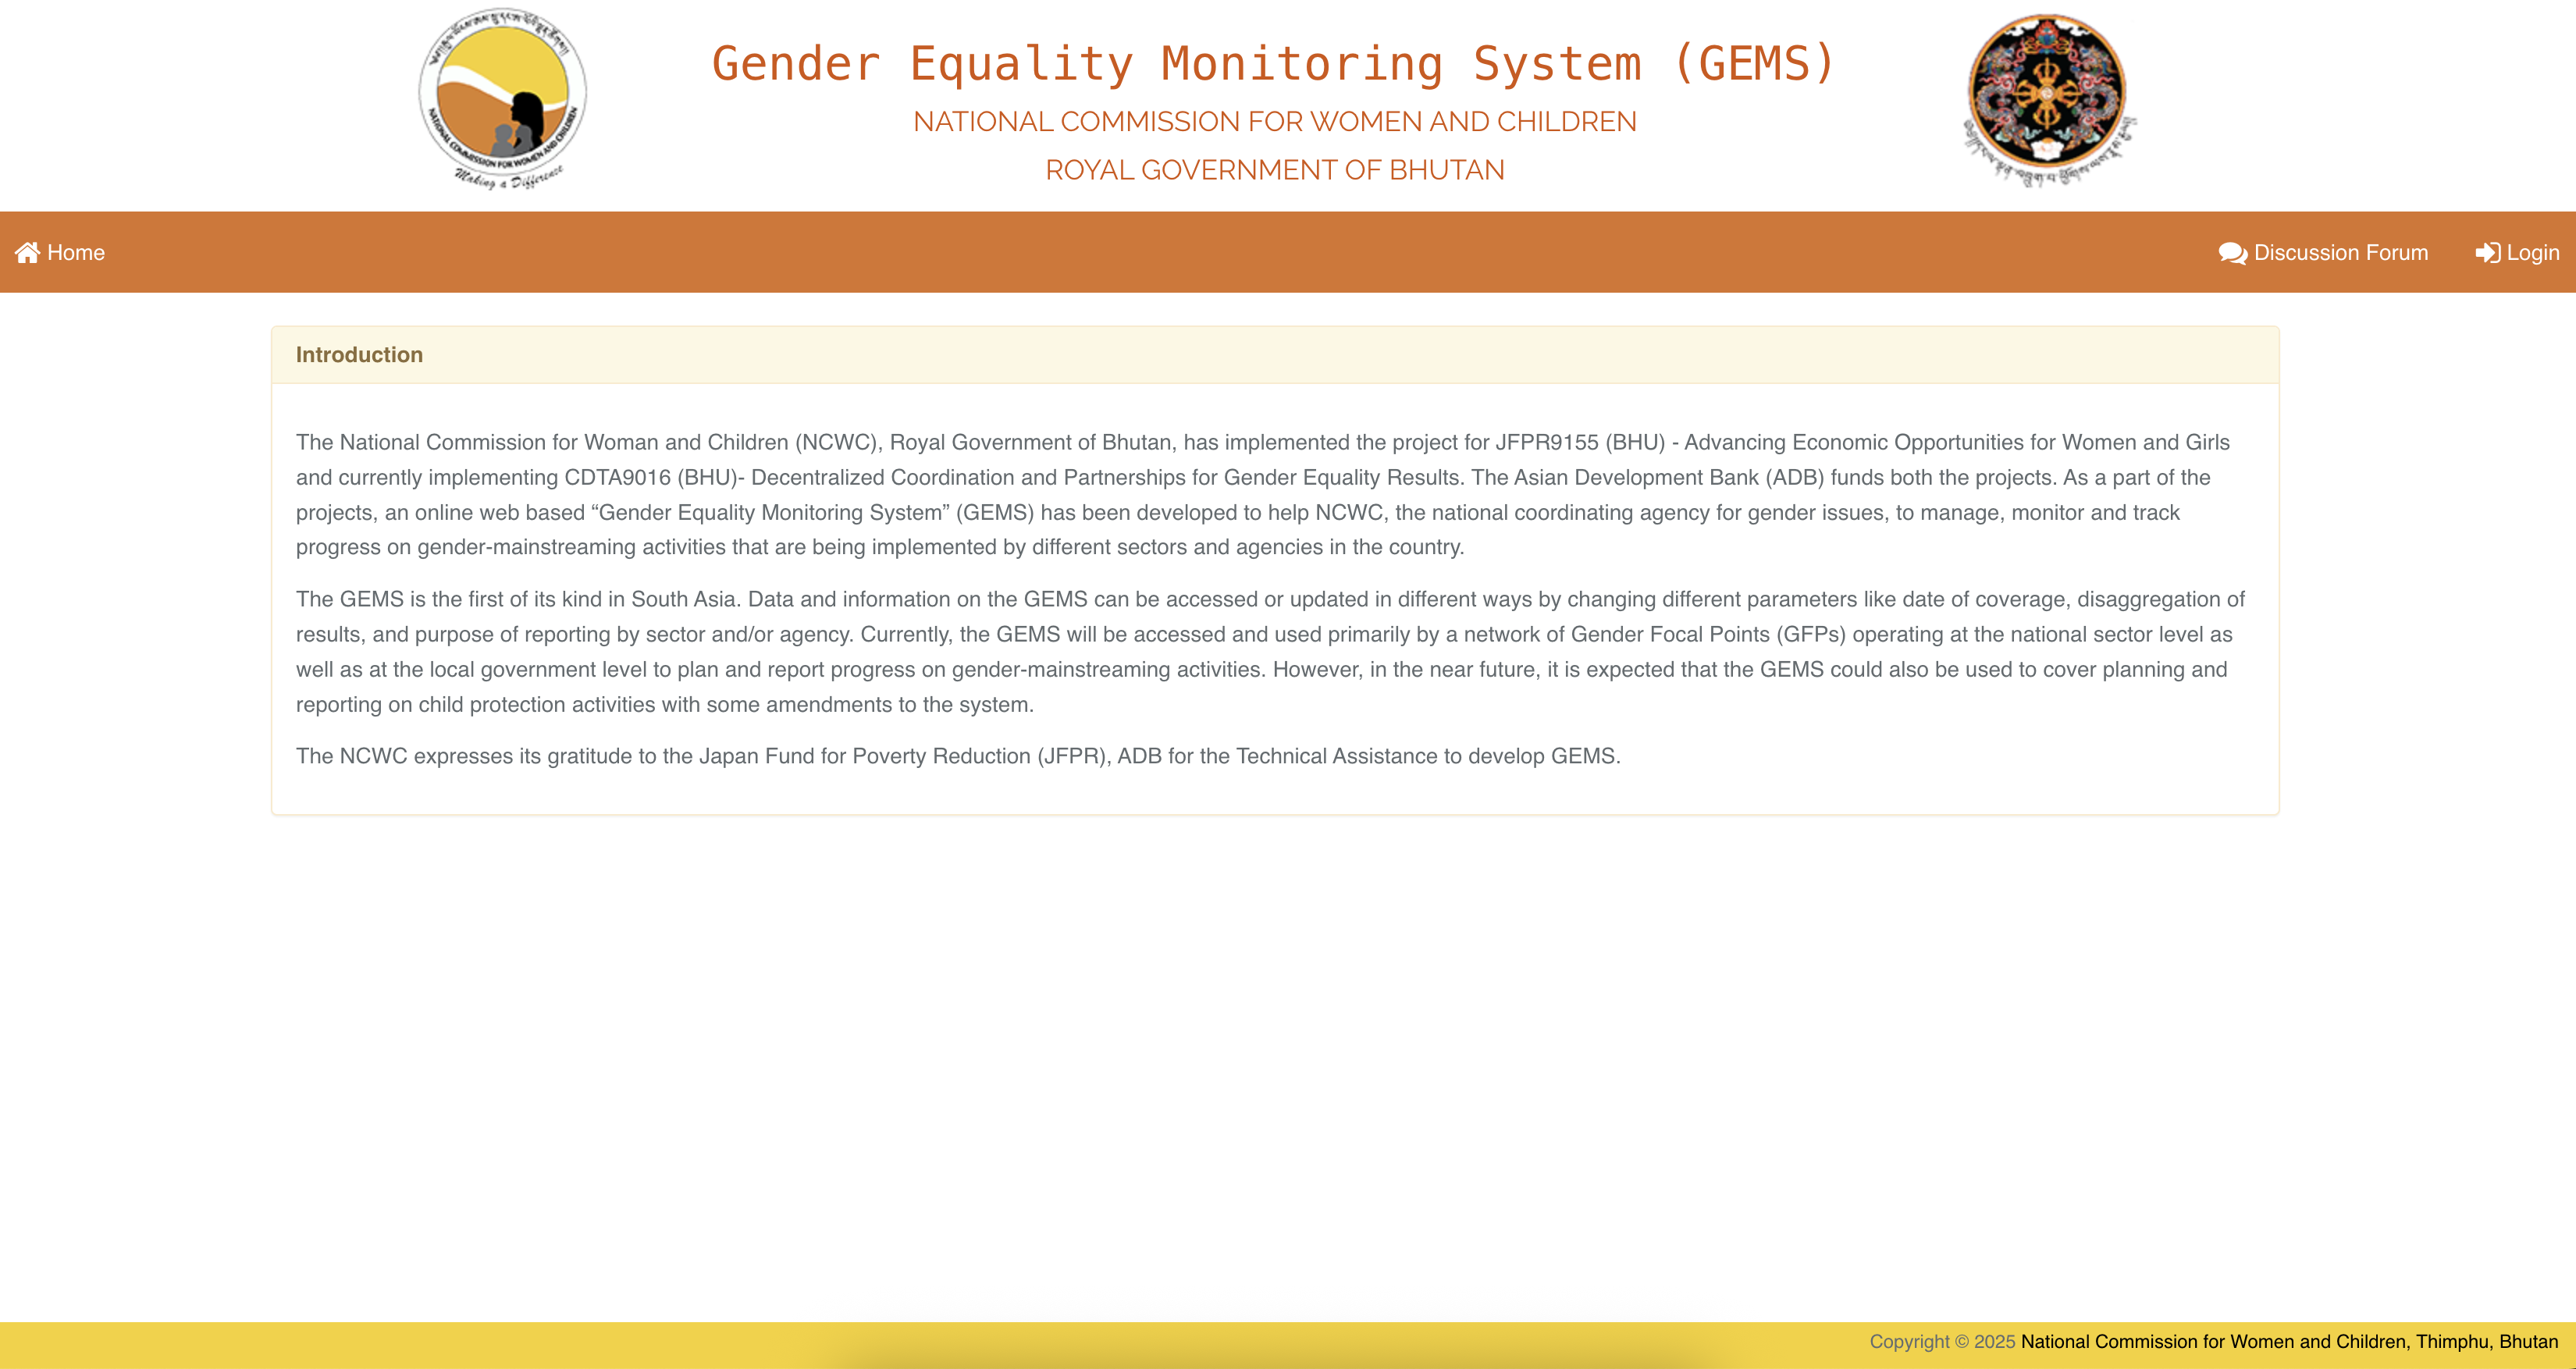 NATIONAL COMMISSION FOR WOMEN AND CHILDREN
Making a Difference
Gender Equality Monitoring System (GEMS)
NATIONAL COMMISSION FOR WOMEN AND CHILDREN
ROYAL GOVERNMENT OF BHUTAN
Home
Discussion Forum
Login
Introduction
The National Commission for Woman and Children (NCWC), Royal Government of Bhutan, has implemented the project for JFPR9155 (BHU) - Advancing Economic Opportunities for Women and Girls
and currently implementing CDTA9016 (BHU)- Decentralized Coordination and Partnerships for Gender Equality Results. The Asian Development Bank (ADB) funds both the projects. As a part of the
projects, an online web based “Gender Equality Monitoring System” (GEMS) has been developed to help NCWC, the national coordinating agency for gender issues, to manage, monitor and track
progress on gender-mainstreaming activities that are being implemented by different sectors and agencies in the country.
The GEMS is the first of its kind in South Asia. Data and information on the GEMS can be accessed or updated in different ways by changing different parameters like date of coverage, disaggregation of
results, and purpose of reporting by sector and/or agency. Currently, the GEMS will be accessed and used primarily by a network of Gender Focal Points (GFPs) operating at the national sector level as
well as at the local government level to plan and report progress on gender-mainstreaming activities. However, in the near future, it is expected that the GEMS could also be used to cover planning and
reporting on child protection activities with some amendments to the system.
The NCWC expresses its gratitude to the Japan Fund for Poverty Reduction (JFPR), ADB for the Technical Assistance to develop GEMS.
Copyright © 2025 National Commission for Women and Children, Thimphu, Bhutan